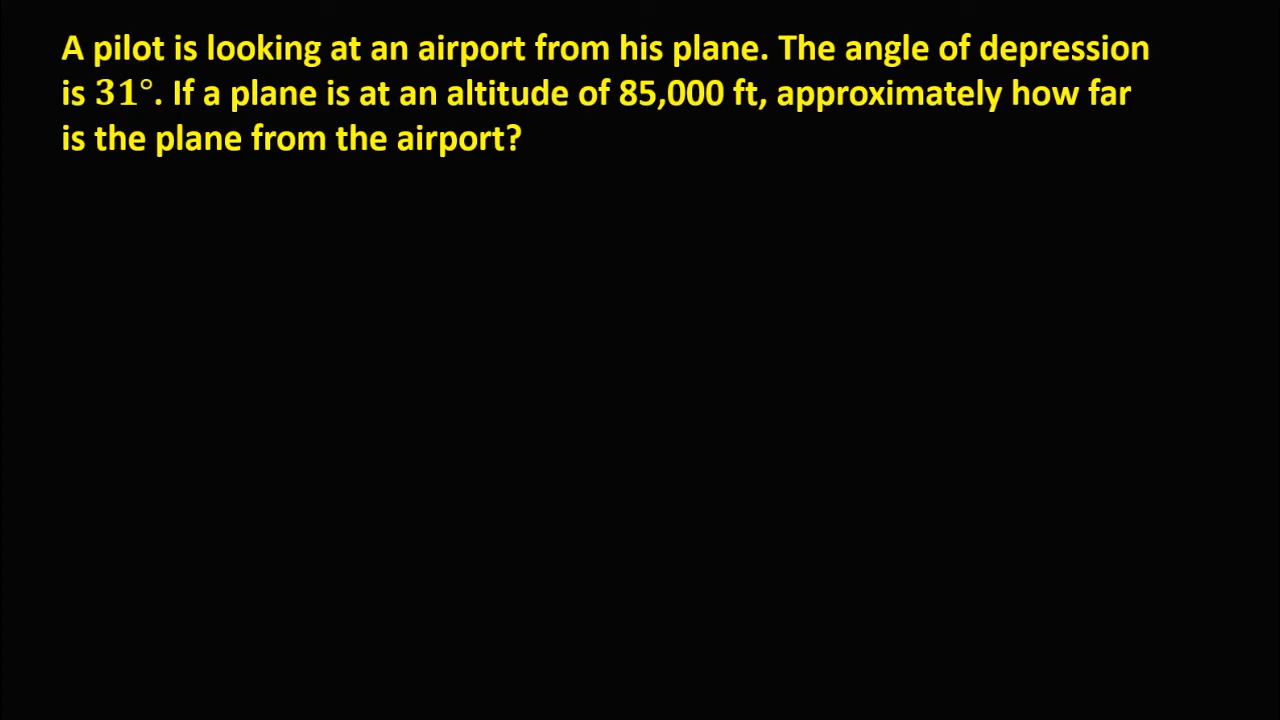 A pilot is looking at an airport from his plane. The angle of depression
is 31°. If a plane is at an altitude of 85,000 ft, approximately how far
is the plane from the airport?